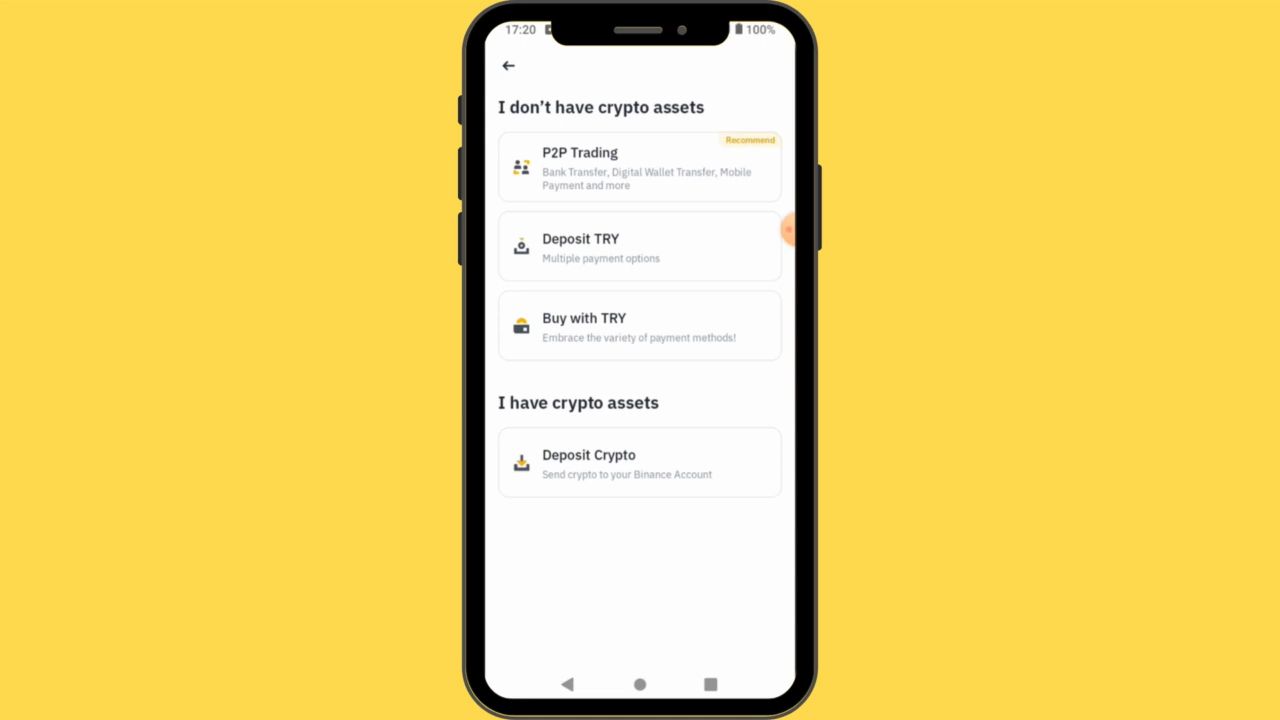 17:20
100%
I don’t have crypto assets
Recommend
P2P Trading
Bank Transfer, Digital Wallet Transfer, Mobile
Payment and more
Deposit TRY
Multiple payment options
Buy with TRY
Embrace the variety of payment methods!
I have crypto assets
Deposit Crypto
Send crypto to your Binance Account